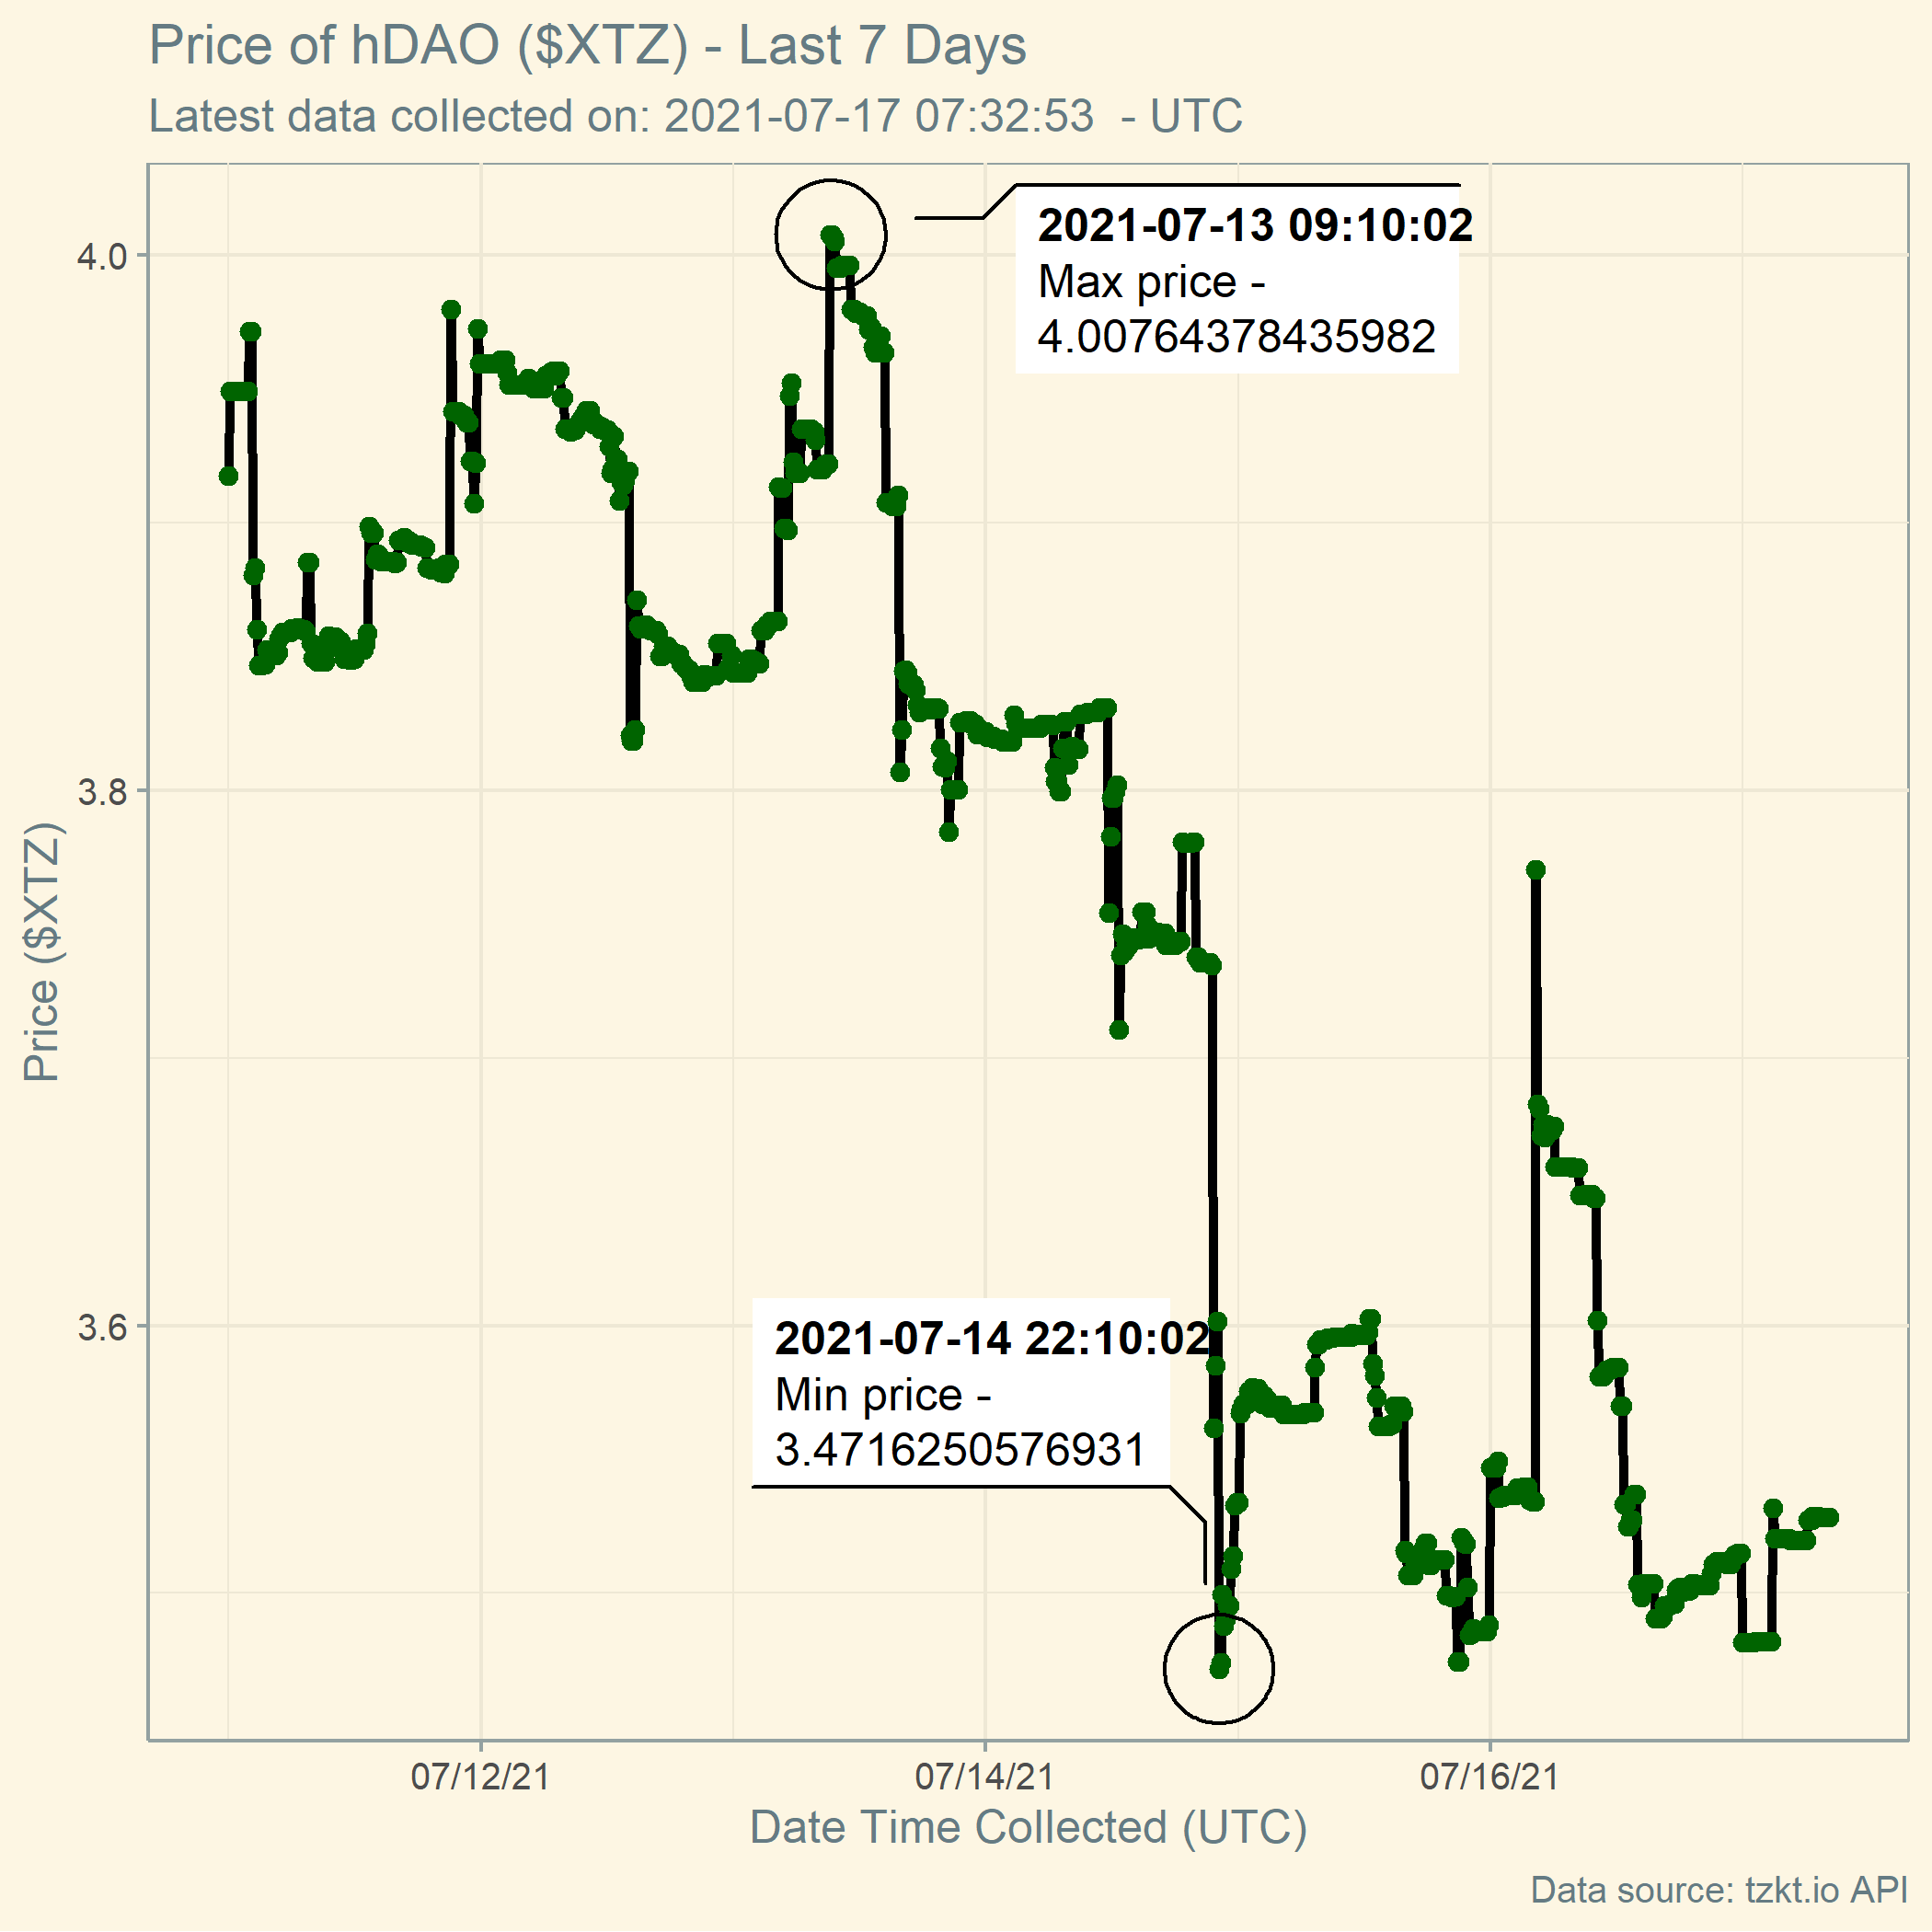 Price of hDAO ($XTZ) - Last 7 Days
Latest data collected on: 2021-07-17 07:32:53  - UTC
2021-07-13 09:10:02
Max price -
4.00764378435982
4.0
3.8
3.6
Price ($XTZ)
2021-07-14 22:10:02
Min price -
3.4716250576931
07/12/21
07/14/21
07/16/21
Date Time Collected (UTC)
Data source: tzkt.io API